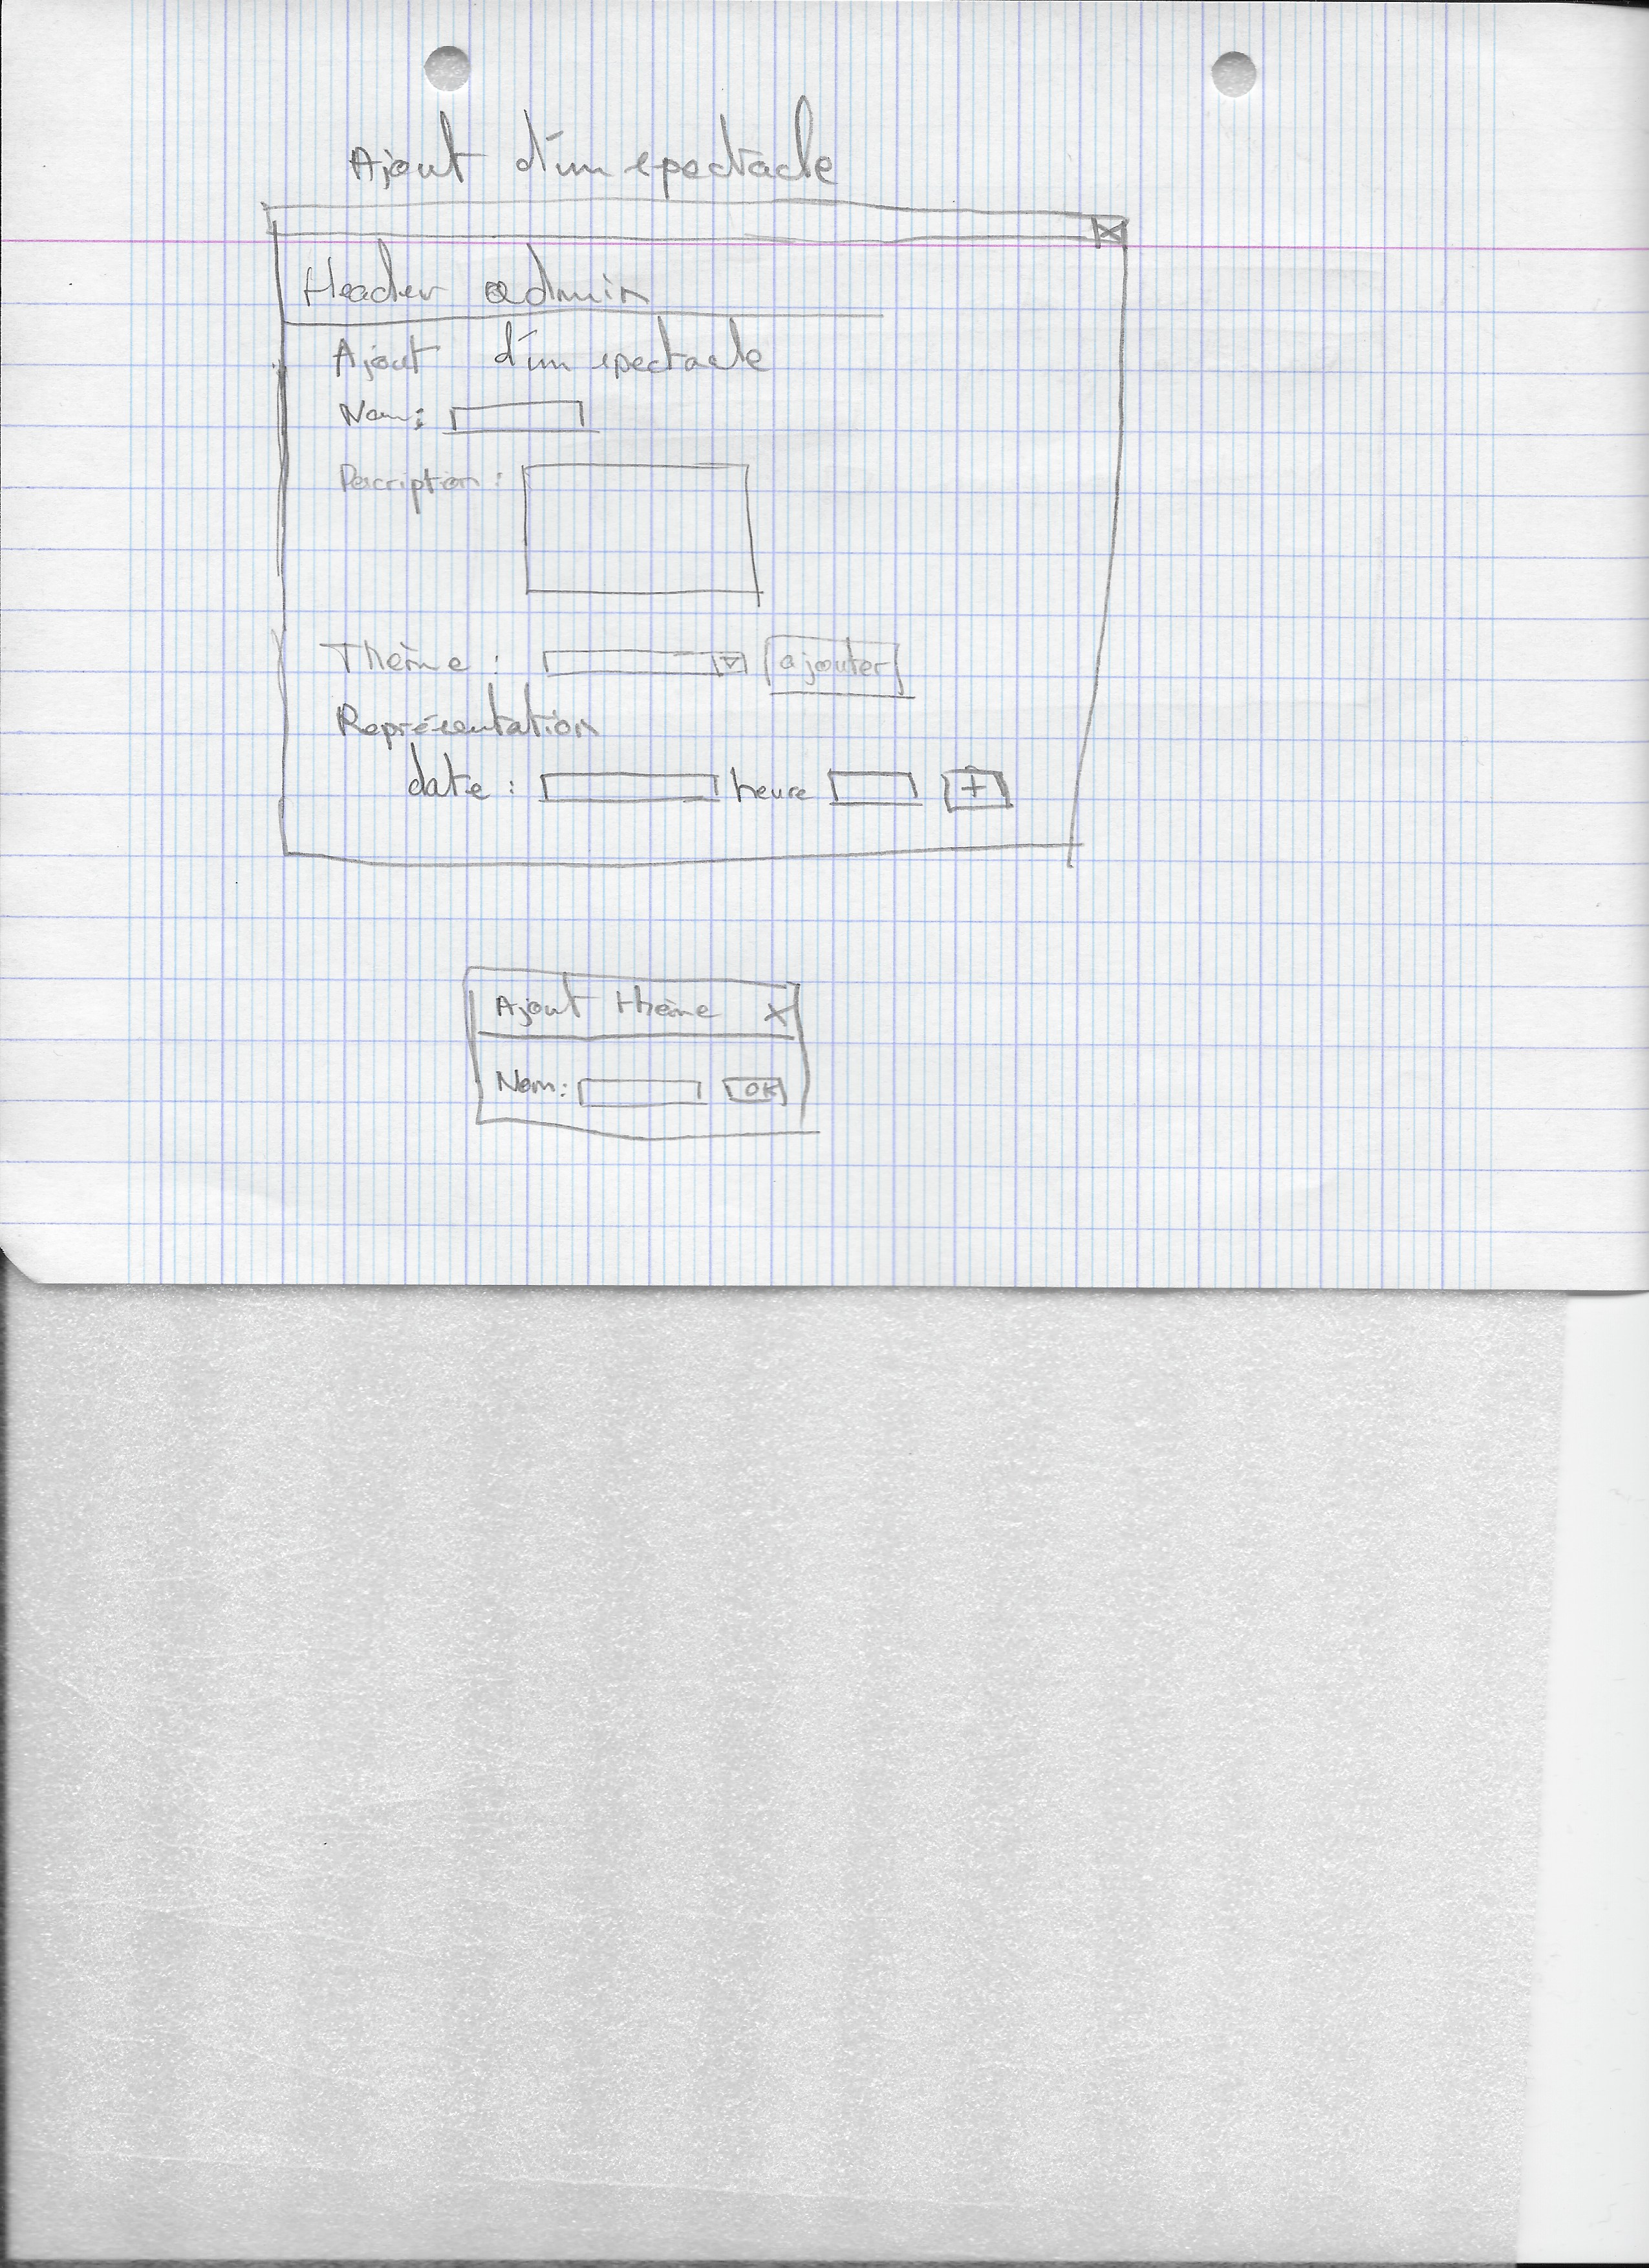 Ajout d'un spectacle
Header admin
Ajout d'un spectacle
Nom:
Description :
Thème : ajouter
Représentation
date : heure +
Ajout thème X
Nom: OK